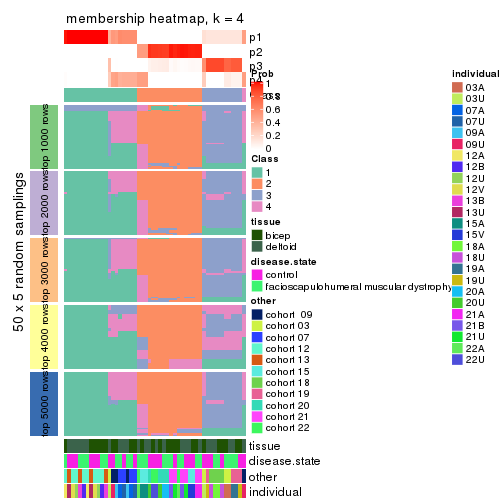 membership heatmap, k = 4
p1
p2
p3
p4
Prob
1
0.8
0.6
0.4
0.2
0
Class
1
2
3
4
tissue
bicep
deltoid
disease.state
control
facioscapulohumeral muscular dystrophy
other
cohort 09
cohort 03
cohort 07
cohort 12
cohort 13
cohort 15
cohort 18
cohort 19
cohort 20
cohort 21
cohort 22
individual
03A
03U
07A
07U
09A
09U
12A
12B
12U
12V
13B
13U
15A
15V
18A
18U
19A
19U
20A
20U
21A
21B
21U
22A
22U
50 x 5 random samplings
top 1000 rows
top 2000 rows
top 3000 rows
top 4000 rows
top 5000 rows
tissue
disease.state
other
individual